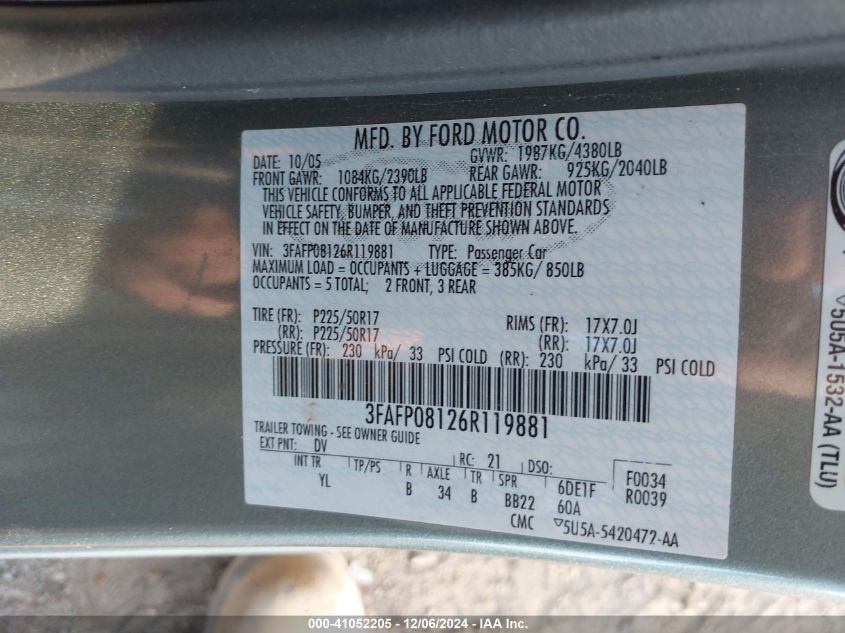 MFD. BY FORD MOTOR CO.
DATE: 10/05 GVWR: 1987KG/4380LB
FRONT GAWR: 1084KG/2390LB REAR GAWR: 925KG/2040LB
THIS VEHICLE CONFORMS TO ALL APPLICABLE FEDERAL MOTOR
VEHICLE SAFETY, BUMPER, AND THEFT PREVENTION STANDARDS
IN EFFECT ON THE DATE OF MANUFACTURE SHOWN ABOVE.
VIN: 3FAFP08126R119881 TYPE: Passenger Car
MAXIMUM LOAD = OCCUPANTS + LUGGAGE = 385KG/ 850LB
OCCUPANTS = 5 TOTAL; 2 FRONT, 3 REAR
TIRE (FR): P225/50R17 RIMS (FR): 17X7.0J
(RR): P225/50R17 (RR): 17X7.0J
PRESSURE (FR): 230 kPa/ 33 PSI COLD (RR): 230 kPa/ 33 PSI COLD
3FAFP08126R119881
TRAILER TOWING - SEE OWNER GUIDE
EXT PNT: DV RC: 21 DSO: F0034
INT TR TP/PS R AXLE TR SPR 6DE1F R0039
YL B 34 B BB22 60A
CMC ▽5U5A-5420472-AA
▽5U5A-1532-AA (TLU)
000-41052205 - 12/06/2024 - IAA Inc.